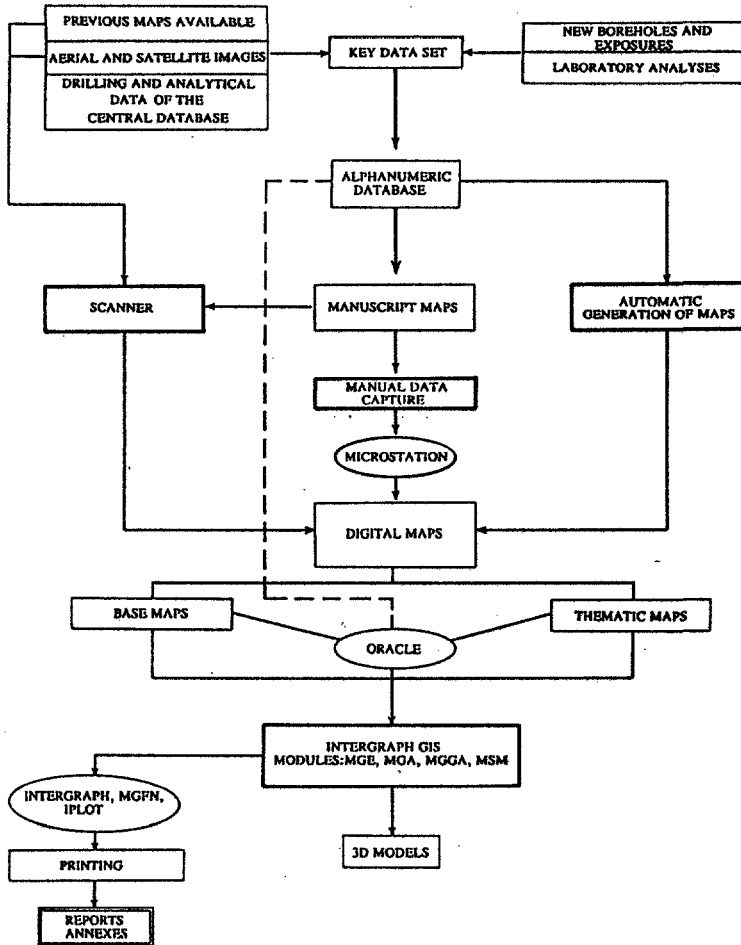 PREVIOUS MAPS AVAILABLE
AERIAL AND SATELLITE IMAGES
DRILLING AND ANALYTICAL
DATA OF THE
CENTRAL DATABASE
KEY DATA SET
NEW BOREHOLES AND
EXPOSURES
LABORATORY ANALYSES
ALPHANUMERIC
DATABASE
SCANNER
MANUSCRIPT MAPS
AUTOMATIC
GENERATION OF MAPS
MANUAL DATA
CAPTURE
MICROSTATION
DIGITAL MAPS
BASE MAPS
THEMATIC MAPS
ORACLE
INTERGRAPH GIS
MODULES:MGE, MGA, MGGA, MSM
INTERGRAPH, MGFN,
IPLOT
3D MODELS
PRINTING
REPORTS
ANNEXES